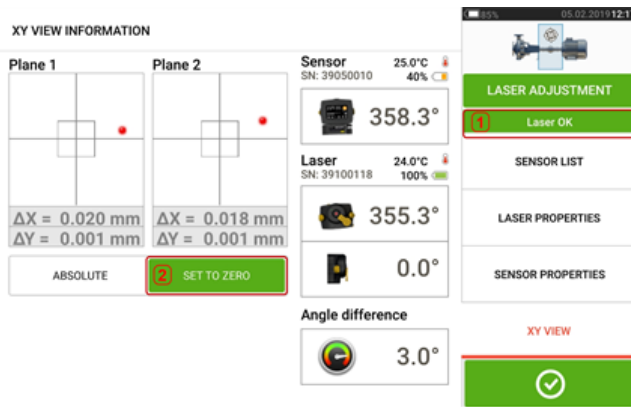 XY VIEW INFORMATION
Plane 1
Plane 2
ΔX = 0.020 mm
ΔY = 0.001 mm
ΔX = 0.018 mm
ΔY = 0.001 mm
ABSOLUTE
2 SET TO ZERO
Sensor 25.0°C
SN: 39050010 40%
358.3°
Laser 24.0°C
SN: 39100118 100%
355.3°
0.0°
Angle difference
3.0°
85% 05.02.2019 12:1
LASER ADJUSTMENT
1 Laser OK
SENSOR LIST
LASER PROPERTIES
SENSOR PROPERTIES
XY VIEW